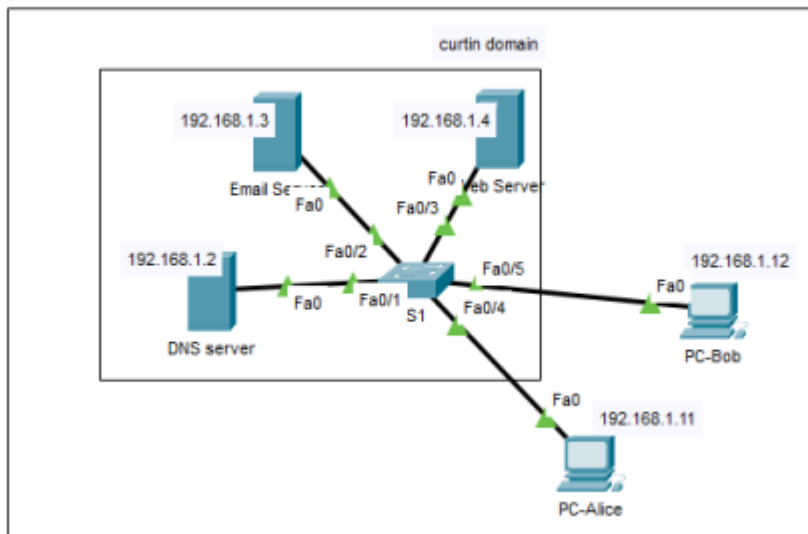 curtin domain
192.168.1.3
192.168.1.4
Email
Fa0
Fa0
Server
Fa0/3
Fa0/2
192.168.1.2
192.168.1.12
Fa0/5
Fa0
Fa0
Fa0/1
S1
Fa0/4
DNS server
PC-Bob
Fa0
192.168.1.11
PC-Alice